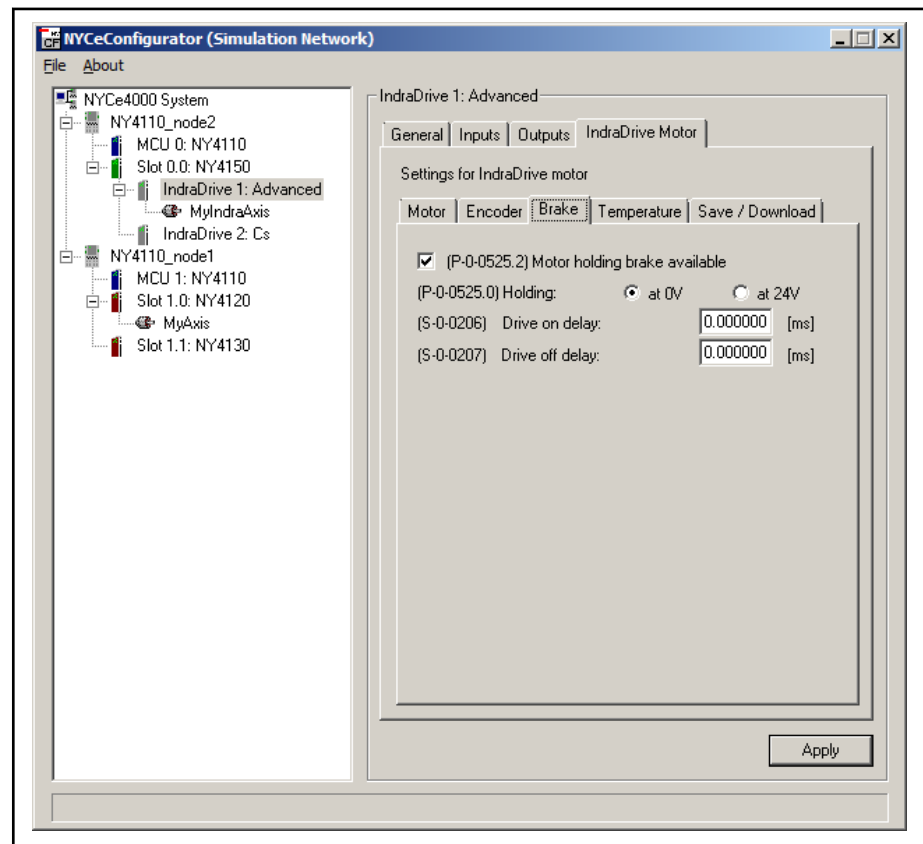 NYCeConfigurator (Simulation Network)
File About
NYCe4000 System
NY4110_node2
MCU 0: NY4110
Slot 0.0: NY4150
IndraDrive 1: Advanced
MyIndraAxis
IndraDrive 2: Cs
NY4110_node1
MCU 1: NY4110
Slot 1.0: NY4120
MyAxis
Slot 1.1: NY4130
IndraDrive 1: Advanced
General Inputs Outputs IndraDrive Motor
Settings for IndraDrive motor
Motor Encoder Brake Temperature Save / Download
(P-0-0525.2) Motor holding brake available
(P-0-0525.0) Holding: at 0V at 24V
(S-0-0206) Drive on delay: 0.000000 [ms]
(S-0-0207) Drive off delay: 0.000000 [ms]
Apply